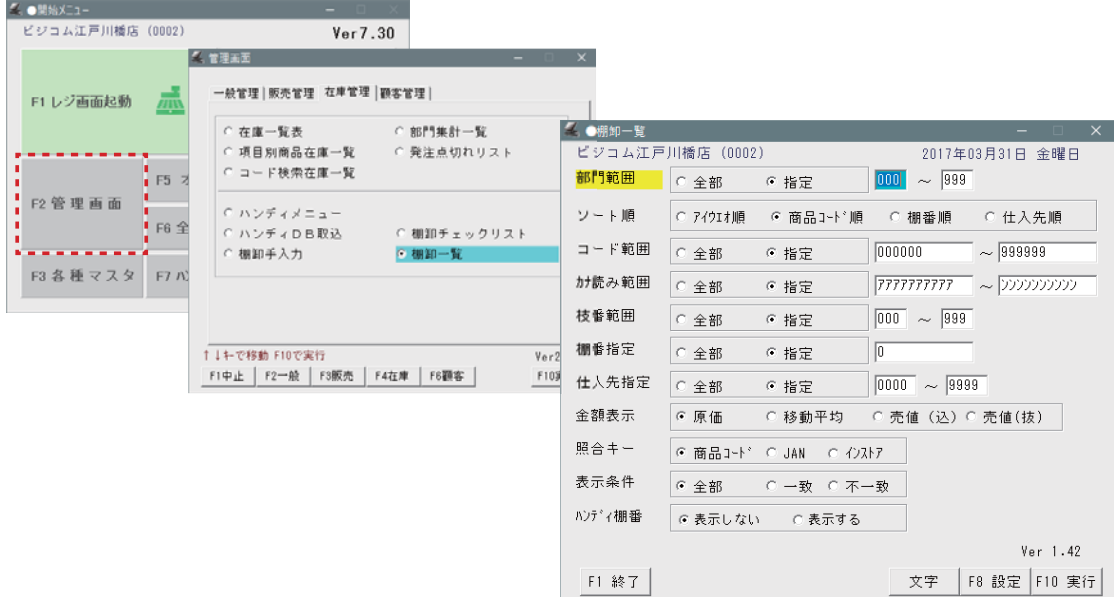 ●開始メニュー
ビジコム江戸川橋店 (0002)
Ver7.30
F1 レジ画面起動
F2 管 理 画 面
F5
F6 全
F3 各 種 マ ス タ
F7
管理画面
一般管理 | 販売管理 在庫管理 | 顧客管理 |
在庫一覧表 部門集計一覧
項目別商品在庫一覧 発注点切れリスト
コード検索在庫一覧
ハンディメニュー
ハンディDB取込 棚卸チェックリスト
棚卸手入力 棚卸一覧
↑↓キーで移動 F10で実行
Ver2
F1中止 F2一般 F3販売 F4在庫 F6顧客 F10
●棚卸一覧
ビジコム江戸川橋店 (0002) 2017年03月31日 金曜日
部門範囲 全部 指定 000 ～ 999
ソート順 アイウエオ順 商品コード順 棚番順 仕入先順
コード範囲 全部 指定 000000 ～ 999999
カナ読み範囲 全部 指定 ｱｱｱｱｱｱｱｱｱｱ ～ ﾝﾝﾝﾝﾝﾝﾝﾝﾝﾝ
枝番範囲 全部 指定 000 ～ 999
棚番指定 全部 指定 0
仕入先指定 全部 指定 0000 ～ 9999
金額表示 原価 移動平均 売価 (込) 売価(抜)
照合キー 商品コード JAN インストア
表示条件 全部 一致 不一致
ハンディ棚番 表示しない 表示する
Ver 1.42
F1 終了 文字 F8 設定 F10 実行